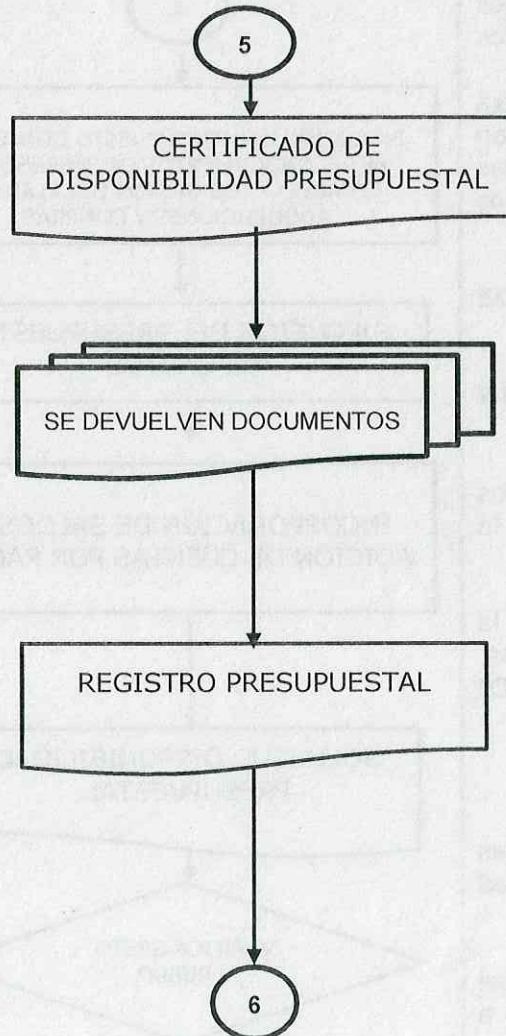 5
CERTIFICADO DE
DISPONIBILIDAD PRESUPUESTAL
SE DEVUELVEN DOCUMENTOS
REGISTRO PRESUPUESTAL
6